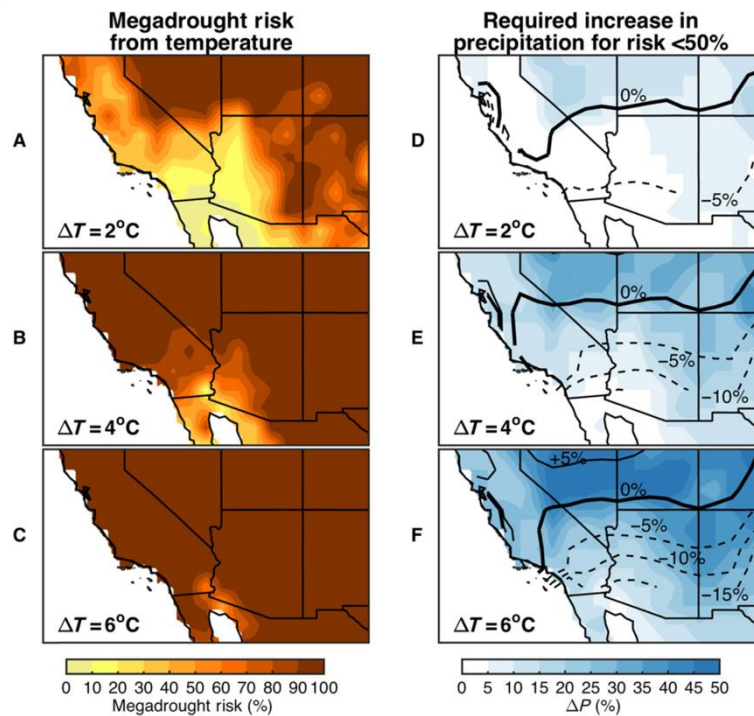 Megadrought risk
from temperature
Required increase in
precipitation for risk <50%
A
ΔT = 2°C
D
0%
−5%
ΔT = 2°C
B
ΔT = 4°C
E
0%
−5%
−10%
ΔT = 4°C
C
ΔT = 6°C
F
+5%
0%
−5%
−10%
−15%
ΔT = 6°C
0 10 20 30 40 50 60 70 80 90 100
Megadrought risk (%)
0 5 10 15 20 25 30 35 40 45 50
ΔP (%)